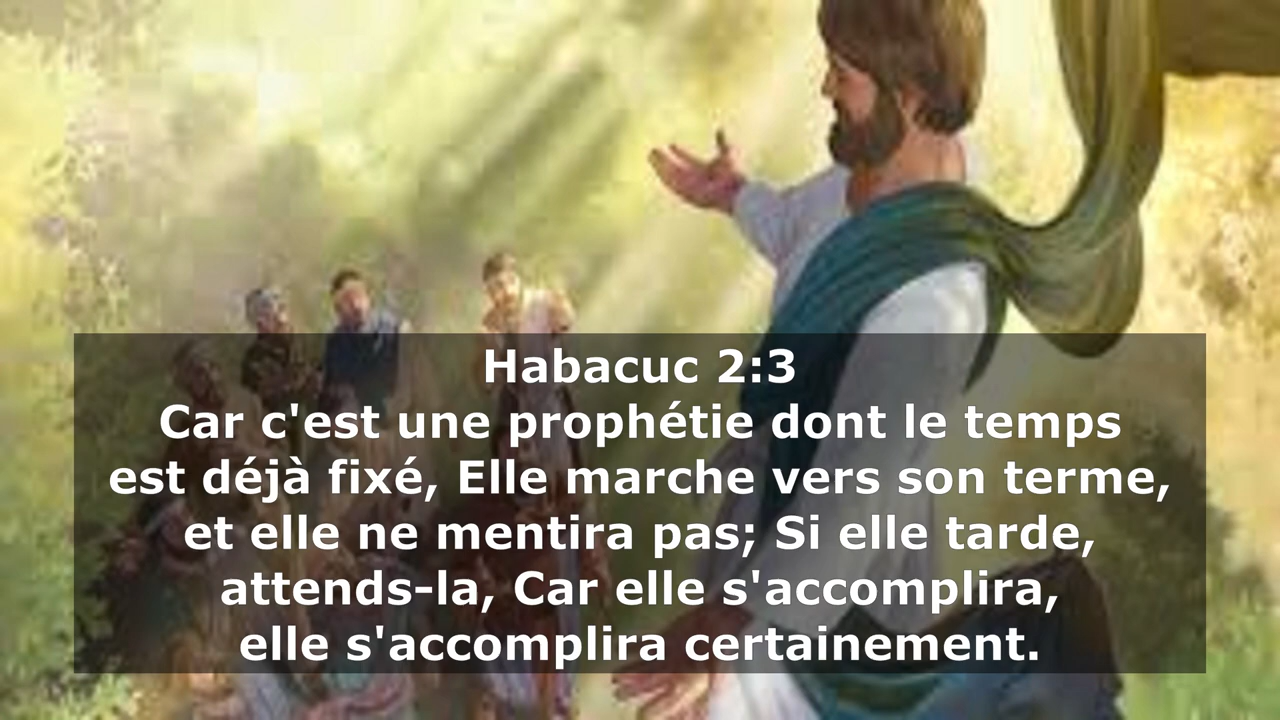 Habacuc 2:3
Car c'est une prophétie dont le temps
est déjà fixé, Elle marche vers son terme,
et elle ne mentira pas; Si elle tarde,
attends-la, Car elle s'accomplira,
elle s'accomplira certainement.